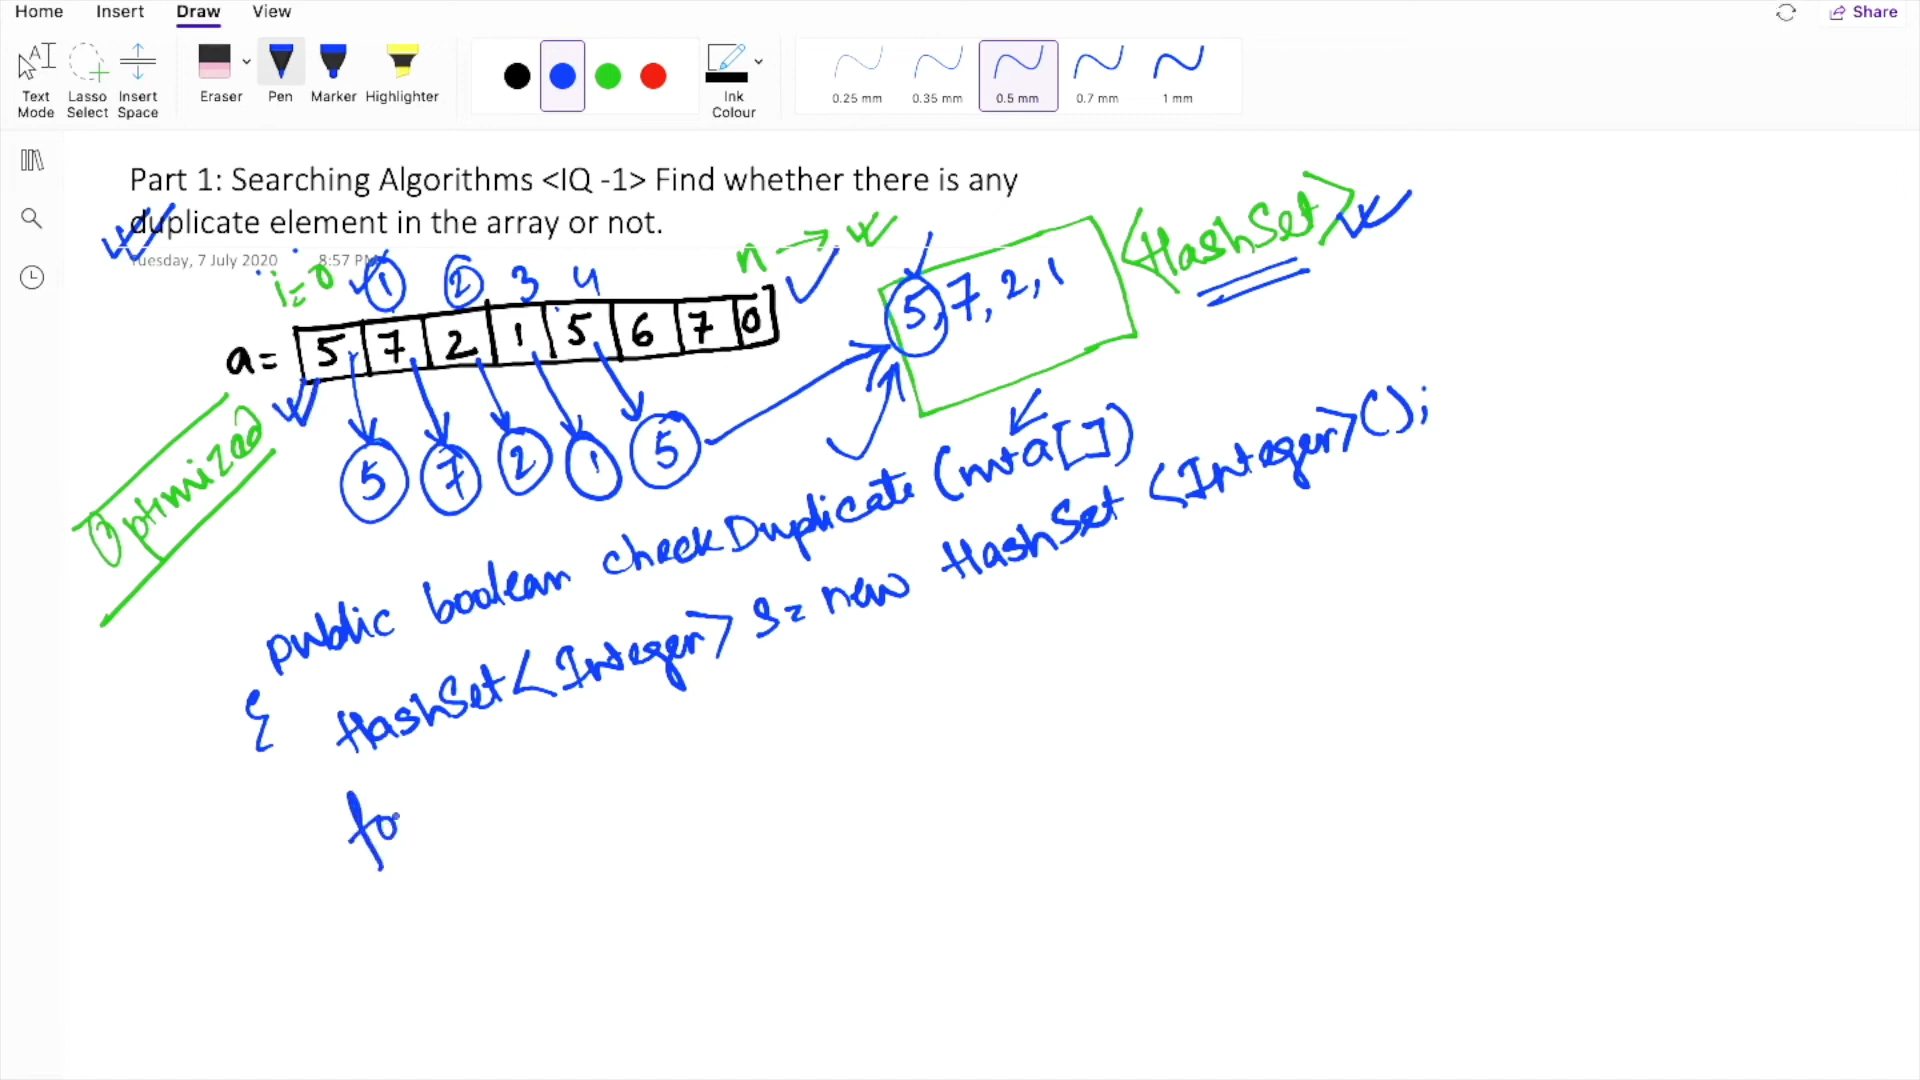 Home Insert Draw View Share
Text Mode Lasso Select Insert Space Eraser Pen Marker Highlighter Ink Colour 0.25 mm 0.35 mm 0.5 mm 0.7 mm 1 mm
Part 1: Searching Algorithms <IQ -1> Find whether there is any
duplicate element in the array or not.
Tuesday, 7 July 2020 8:57 PM
<HashSet>
i=0 1 2 3 4 n →
5, 7, 2, 1
a= 5 7 2 1 5 6 7 0
Optimized
5 7 2 1 5
public boolean checkDuplicate (int a[])
{
HashSet<Integer> s= new HashSet<Integer>();
fo